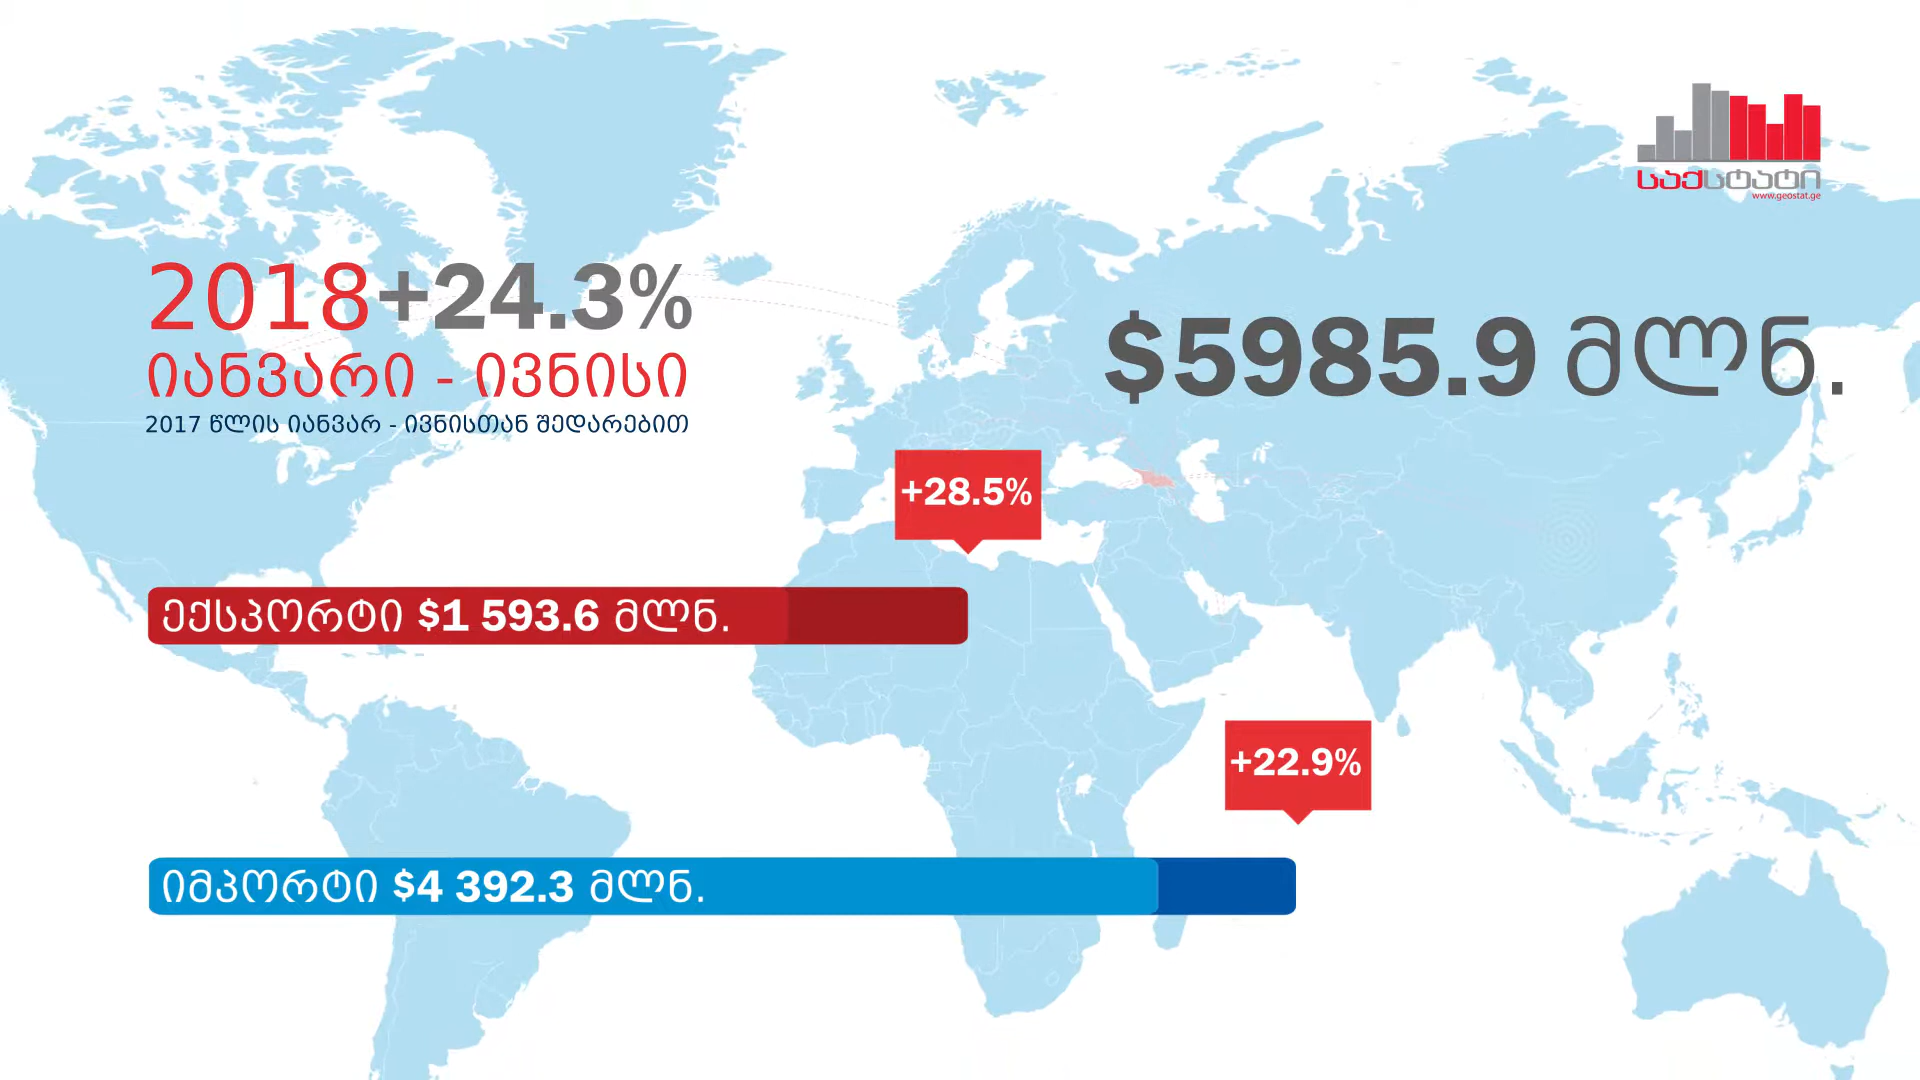 საქსტატი
www.geostat.ge
2018 +24.3%
იანვარი - ივნისი
2017 წლის იანვარ - ივნისთან შედარებით
$5985.9 მლნ.
+28.5%
ექსპორტი $1 593.6 მლნ.
+22.9%
იმპორტი $4 392.3 მლნ.